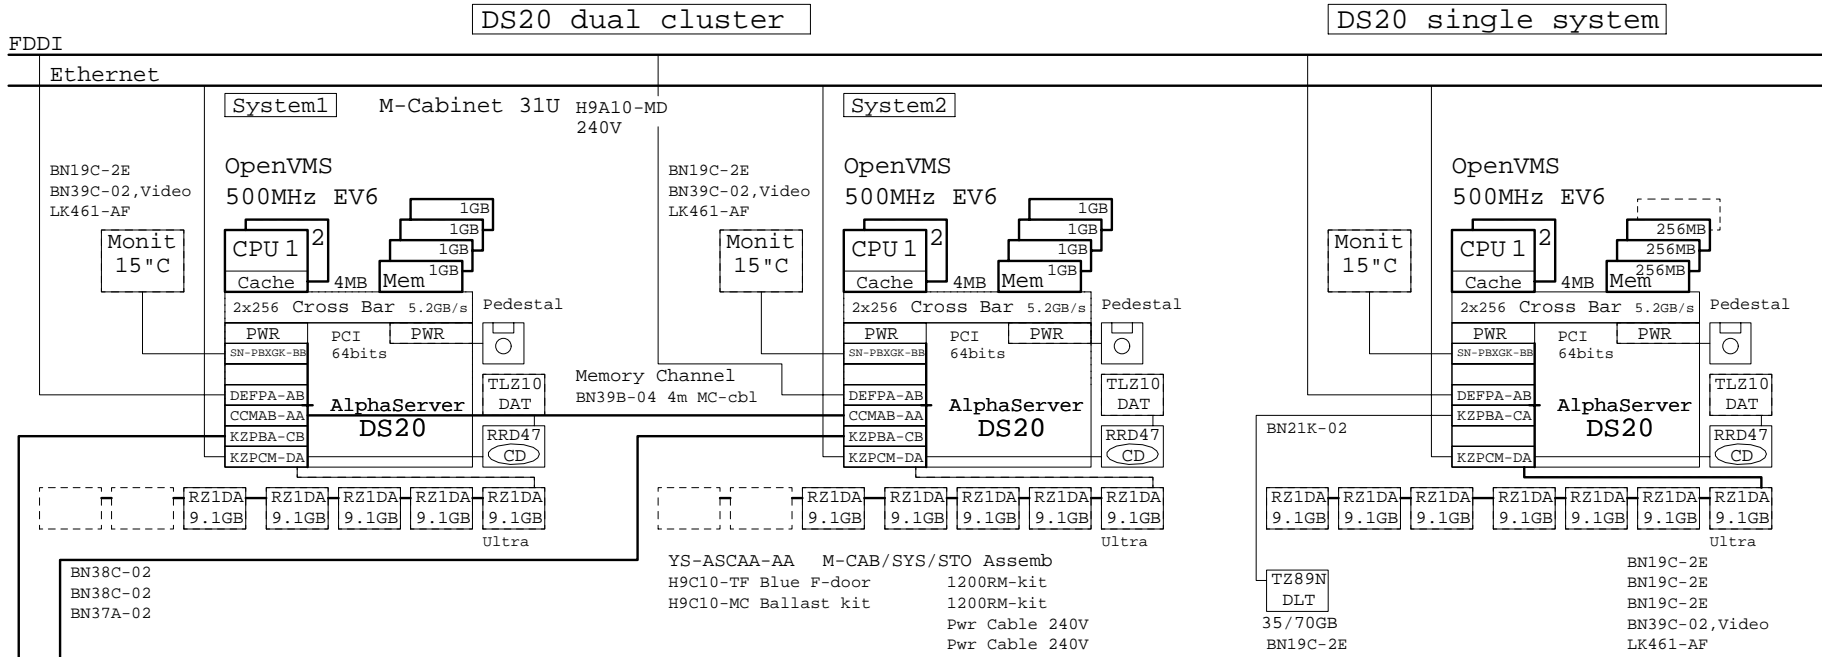 DS20 dual cluster
DS20 single system
FDDI
Ethernet
System1
M-Cabinet 31U
H9A10-MD
240V
System2
BN19C-2E
BN39C-02,Video
LK461-AF
OpenVMS
500MHz EV6
1GB
1GB
1GB
1GB
Monit
15"C
CPU 1
2
Cache
4MB
Mem
2x256 Cross Bar 5.2GB/s
Pedestal
PWR
PCI
64bits
PWR
SN-PBXGK-BB
DEFPA-AB
CCMAB-AA
KZPBA-CB
KZPCM-DA
AlphaServer
DS20
TLZ10
DAT
RRD47
CD
RZ1DA
9.1GB
RZ1DA
9.1GB
RZ1DA
9.1GB
RZ1DA
9.1GB
RZ1DA
9.1GB
Ultra
BN38C-02
BN38C-02
BN37A-02
Memory Channel
BN39B-04 4m MC-cbl
BN19C-2E
BN39C-02,Video
LK461-AF
OpenVMS
500MHz EV6
1GB
1GB
1GB
1GB
Monit
15"C
CPU 1
2
Cache
4MB
Mem
2x256 Cross Bar 5.2GB/s
Pedestal
PWR
PCI
64bits
PWR
SN-PBXGK-BB
DEFPA-AB
CCMAB-AA
KZPBA-CB
KZPCM-DA
AlphaServer
DS20
TLZ10
DAT
RRD47
CD
RZ1DA
9.1GB
RZ1DA
9.1GB
RZ1DA
9.1GB
RZ1DA
9.1GB
RZ1DA
9.1GB
Ultra
YS-ASCAA-AA M-CAB/SYS/STO Assemb
H9C10-TF Blue F-door
1200RM-kit
H9C10-MC Ballast kit
1200RM-kit
Pwr Cable 240V
Pwr Cable 240V
OpenVMS
500MHz EV6
256MB
256MB
256MB
Monit
15"C
CPU 1
2
Cache
4MB
Mem
2x256 Cross Bar 5.2GB/s
Pedestal
PWR
PCI
64bits
PWR
SN-PBXGK-BB
DEFPA-AB
KZPBA-CA
KZPCM-DA
AlphaServer
DS20
TLZ10
DAT
RRD47
CD
BN21K-02
RZ1DA
9.1GB
RZ1DA
9.1GB
RZ1DA
9.1GB
RZ1DA
9.1GB
RZ1DA
9.1GB
RZ1DA
9.1GB
RZ1DA
9.1GB
Ultra
TZ89N
DLT
35/70GB
BN19C-2E
BN19C-2E
BN19C-2E
BN19C-2E
BN39C-02,Video
LK461-AF